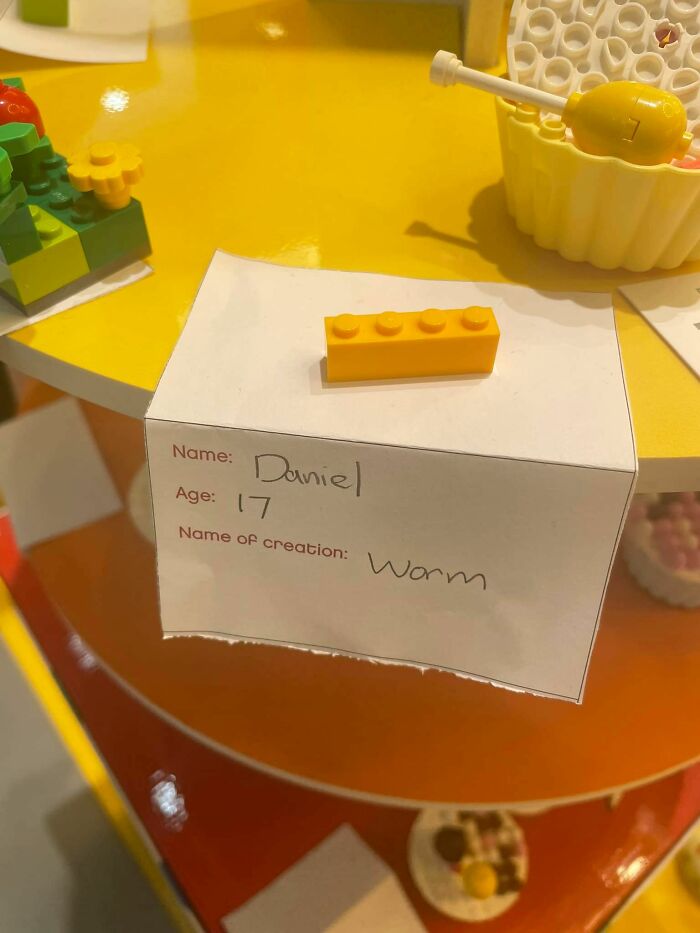 Name: Daniel
Age: 17
Name of creation: Worm